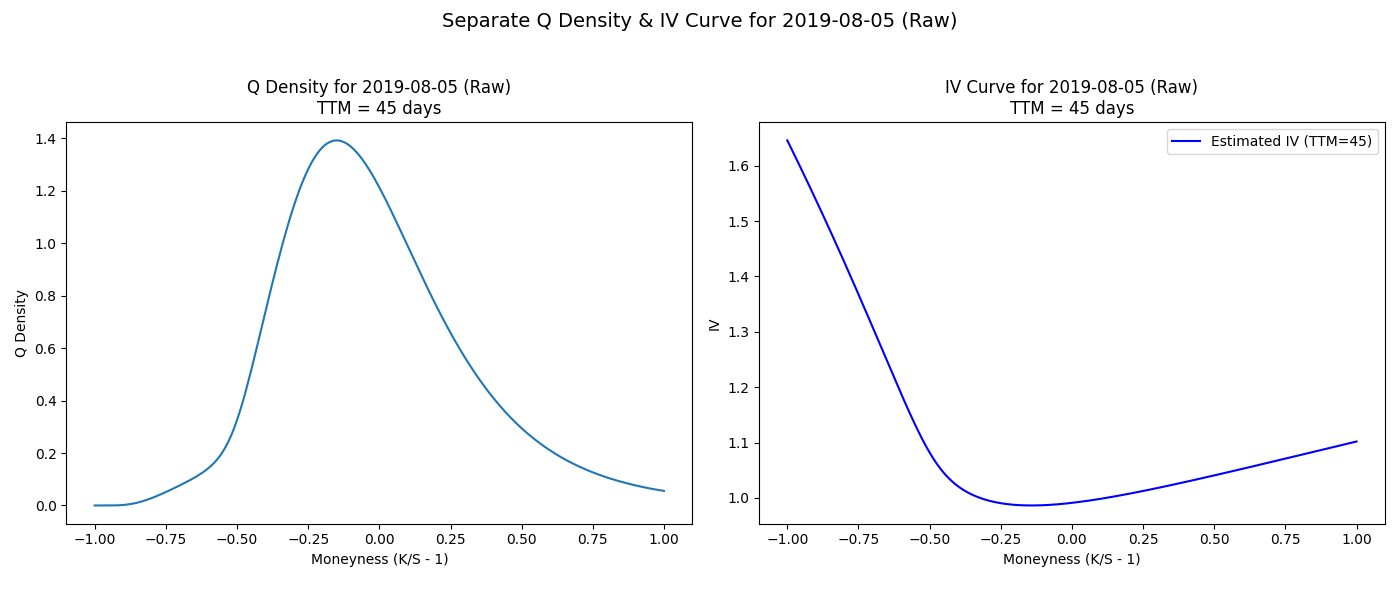 Separate Q Density & IV Curve for 2019-08-05 (Raw)
Q Density for 2019-08-05 (Raw)
TTM = 45 days
Q Density
1.4
1.2
1.0
0.8
0.6
0.4
0.2
0.0
−1.00 −0.75 −0.50 −0.25 0.00 0.25 0.50 0.75 1.00
Moneyness (K/S - 1)
IV Curve for 2019-08-05 (Raw)
TTM = 45 days
Estimated IV (TTM=45)
IV
1.6
1.5
1.4
1.3
1.2
1.1
1.0
−1.00 −0.75 −0.50 −0.25 0.00 0.25 0.50 0.75 1.00
Moneyness (K/S - 1)